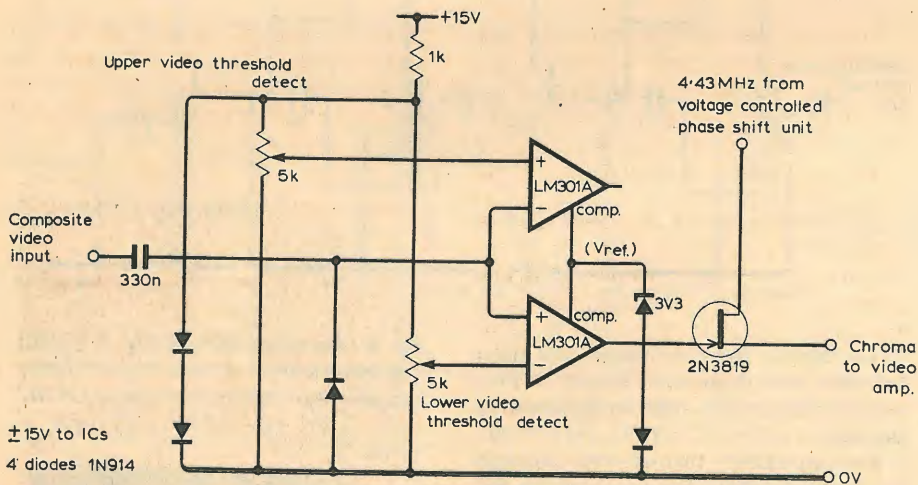 +15V
1k
Upper video threshold
detect
4·43 MHz from
voltage controlled
phase shift unit
5k
+
LM301A
−
comp.
Composite
video
input
330n
(Vref.)
3V3
comp.
+
LM301A
−
2N3819
Chroma
to video
amp.
5k
Lower video
threshold detect
±15V to ICs
4 diodes 1N914
0V